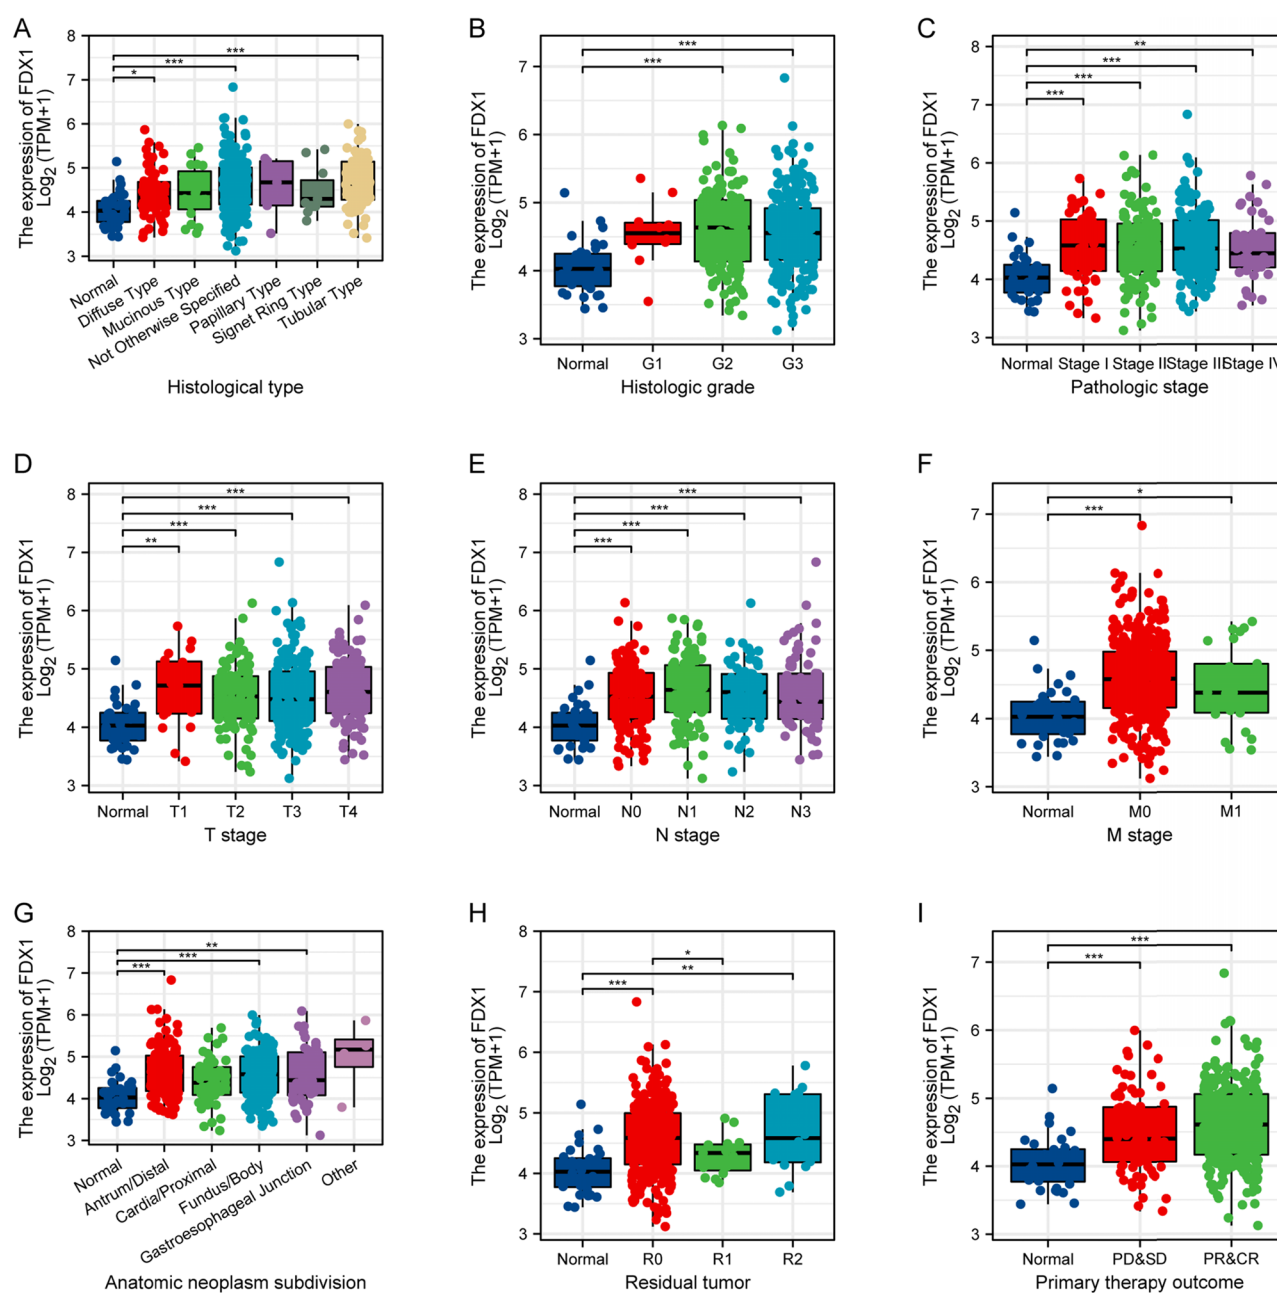 A
The expression of FDX1
Log2 (TPM+1)
8
7
6
5
4
3
*
***
***
Normal
Diffuse Type
Mucinous Type
Not Otherwise Specified
Papillary Type
Signet Ring Type
Tubular Type
Histological type
B
The expression of FDX1
Log2 (TPM+1)
7
6
5
4
3
***
***
Normal G1 G2 G3
Histologic grade
C
The expression of FDX1
Log2 (TPM+1)
8
7
6
5
4
3
**
***
***
***
Normal Stage I Stage II Stage III Stage IV
Pathologic stage
D
The expression of FDX1
Log2 (TPM+1)
8
7
6
5
4
3
***
***
***
**
Normal T1 T2 T3 T4
T stage
E
The expression of FDX1
Log2 (TPM+1)
8
7
6
5
4
3
***
***
***
***
Normal N0 N1 N2 N3
N stage
F
The expression of FDX1
Log2 (TPM+1)
7
6
5
4
3
*
***
Normal M0 M1
M stage
G
The expression of FDX1
Log2 (TPM+1)
8
7
6
5
4
3
**
***
***
Normal
Antrum/Distal
Cardia/Proximal
Fundus/Body
Gastroesophageal Junction
Other
Anatomic neoplasm subdivision
H
The expression of FDX1
Log2 (TPM+1)
8
7
6
5
4
3
*
**
***
Normal R0 R1 R2
Residual tumor
I
The expression of FDX1
Log2 (TPM+1)
7
6
5
4
3
***
***
Normal PD&SD PR&CR
Primary therapy outcome